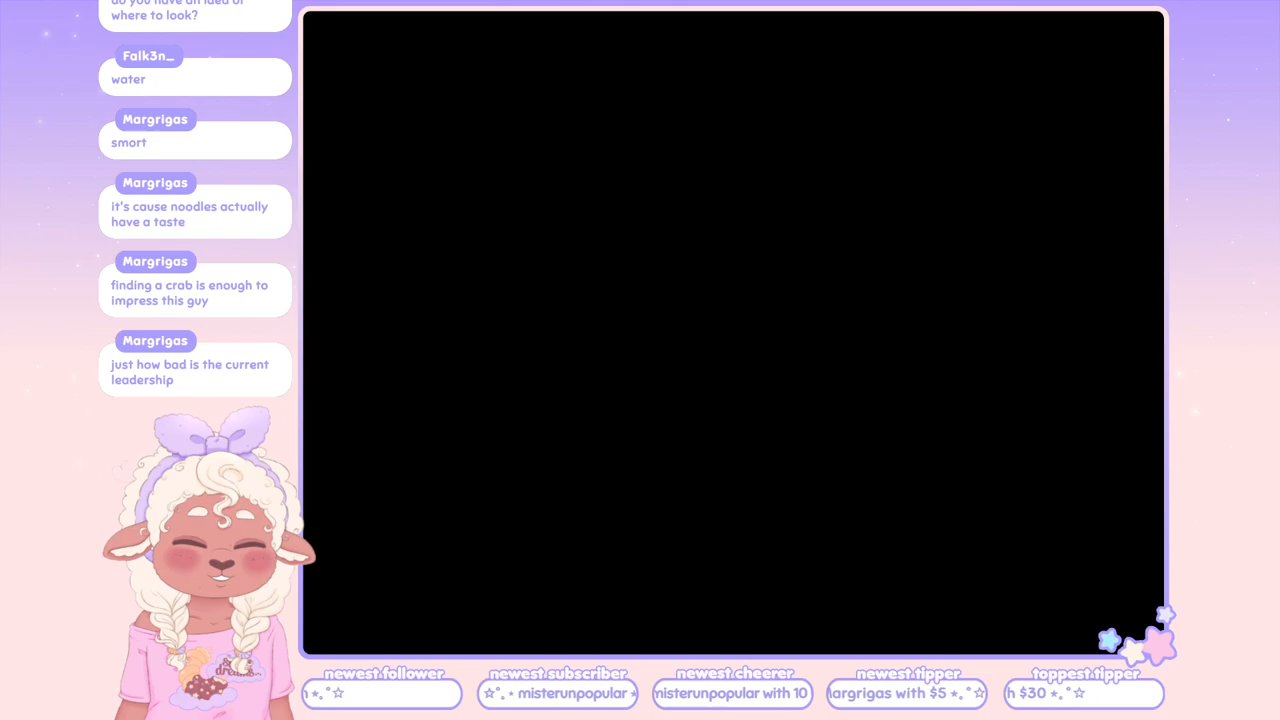 do you have an idea of
where to look?
Falk3n_
water
Margrigas
smort
Margrigas
it's cause noodles actually
have a taste
Margrigas
finding a crab is enough to
impress this guy
Margrigas
just how bad is the current
leadership
newest follower
newest subscriber
misterunpopular
newest cheerer
misterunpopular with 10
newest tipper
largrigas with $5
toppest tipper
h $30